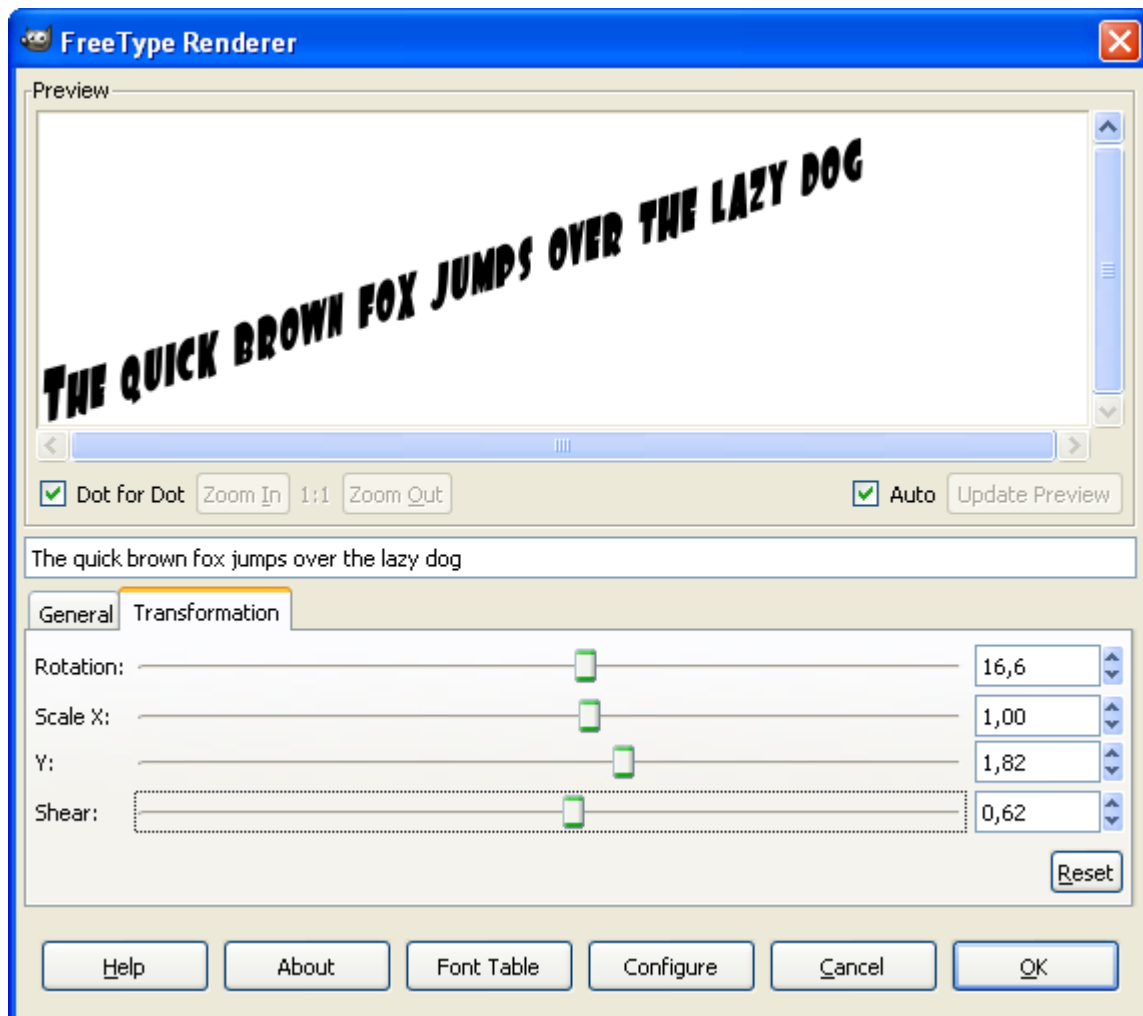 FreeType Renderer
Preview
The quick brown fox jumps over the lazy dog
Dot for Dot Zoom In 1:1 Zoom Out Auto Update Preview
The quick brown fox jumps over the lazy dog
General Transformation
Rotation: 16,6
Scale X: 1,00
Y: 1,82
Shear: 0,62
Reset
Help About Font Table Configure Cancel OK